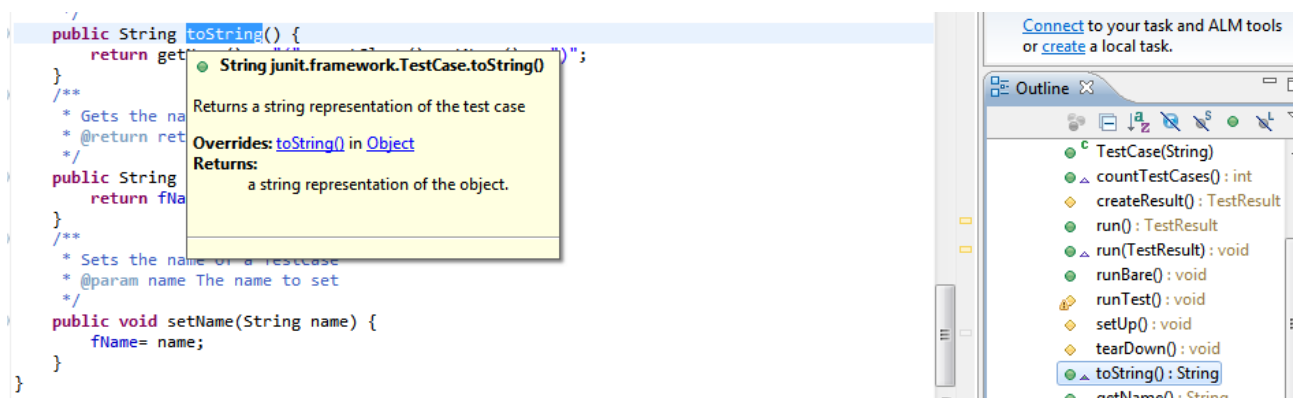 */
public String toString() {
return get ")";
}
/**
* Gets the na
* @return ret
*/
public String
return fNa
}
/**
* Sets the name of a TestCase
* @param name The name to set
*/
public void setName(String name) {
fName= name;
}
}
String junit.framework.TestCase.toString()
Returns a string representation of the test case
Overrides: toString() in Object
Returns:
a string representation of the object.
Connect to your task and ALM tools
or create a local task.
Outline
TestCase(String)
countTestCases() : int
createResult() : TestResult
run() : TestResult
run(TestResult) : void
runBare() : void
runTest() : void
setUp() : void
tearDown() : void
toString() : String
getName() : String